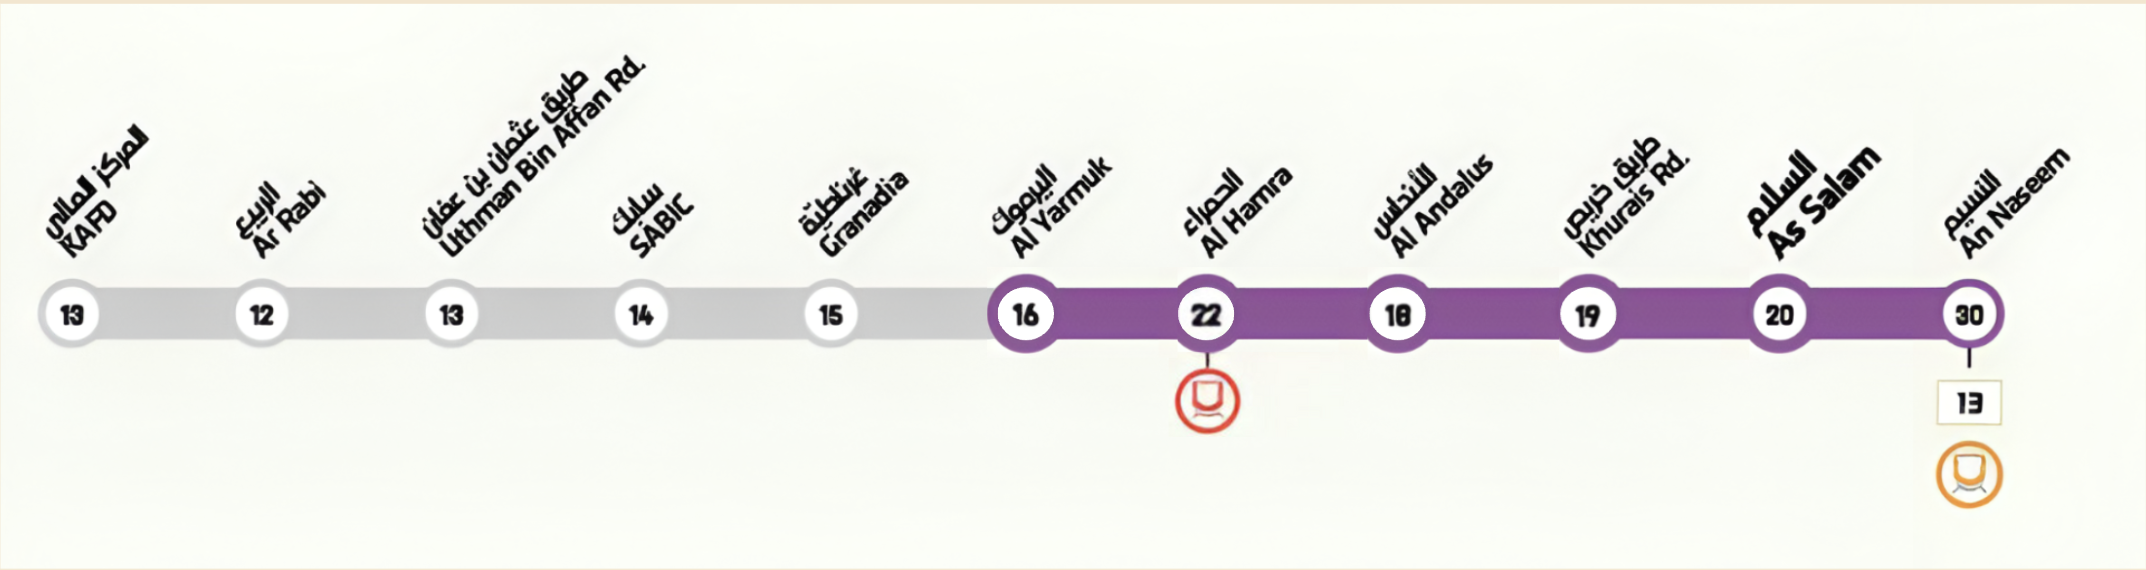 المركز المالي
KAFD
الربيع
Ar Rabi
طريق عثمان بن عفان
Uthman Bin Affan Rd.
سابك
SABIC
غرناطة
Granadia
اليرموك
Al Yarmuk
الحمراء
Al Hamra
الأندلس
Al Andalus
طريق خريص
Khurais Rd.
السلام
As Salam
النسيم
An Naseem
13
12
13
14
15
16
22
18
19
20
30
13